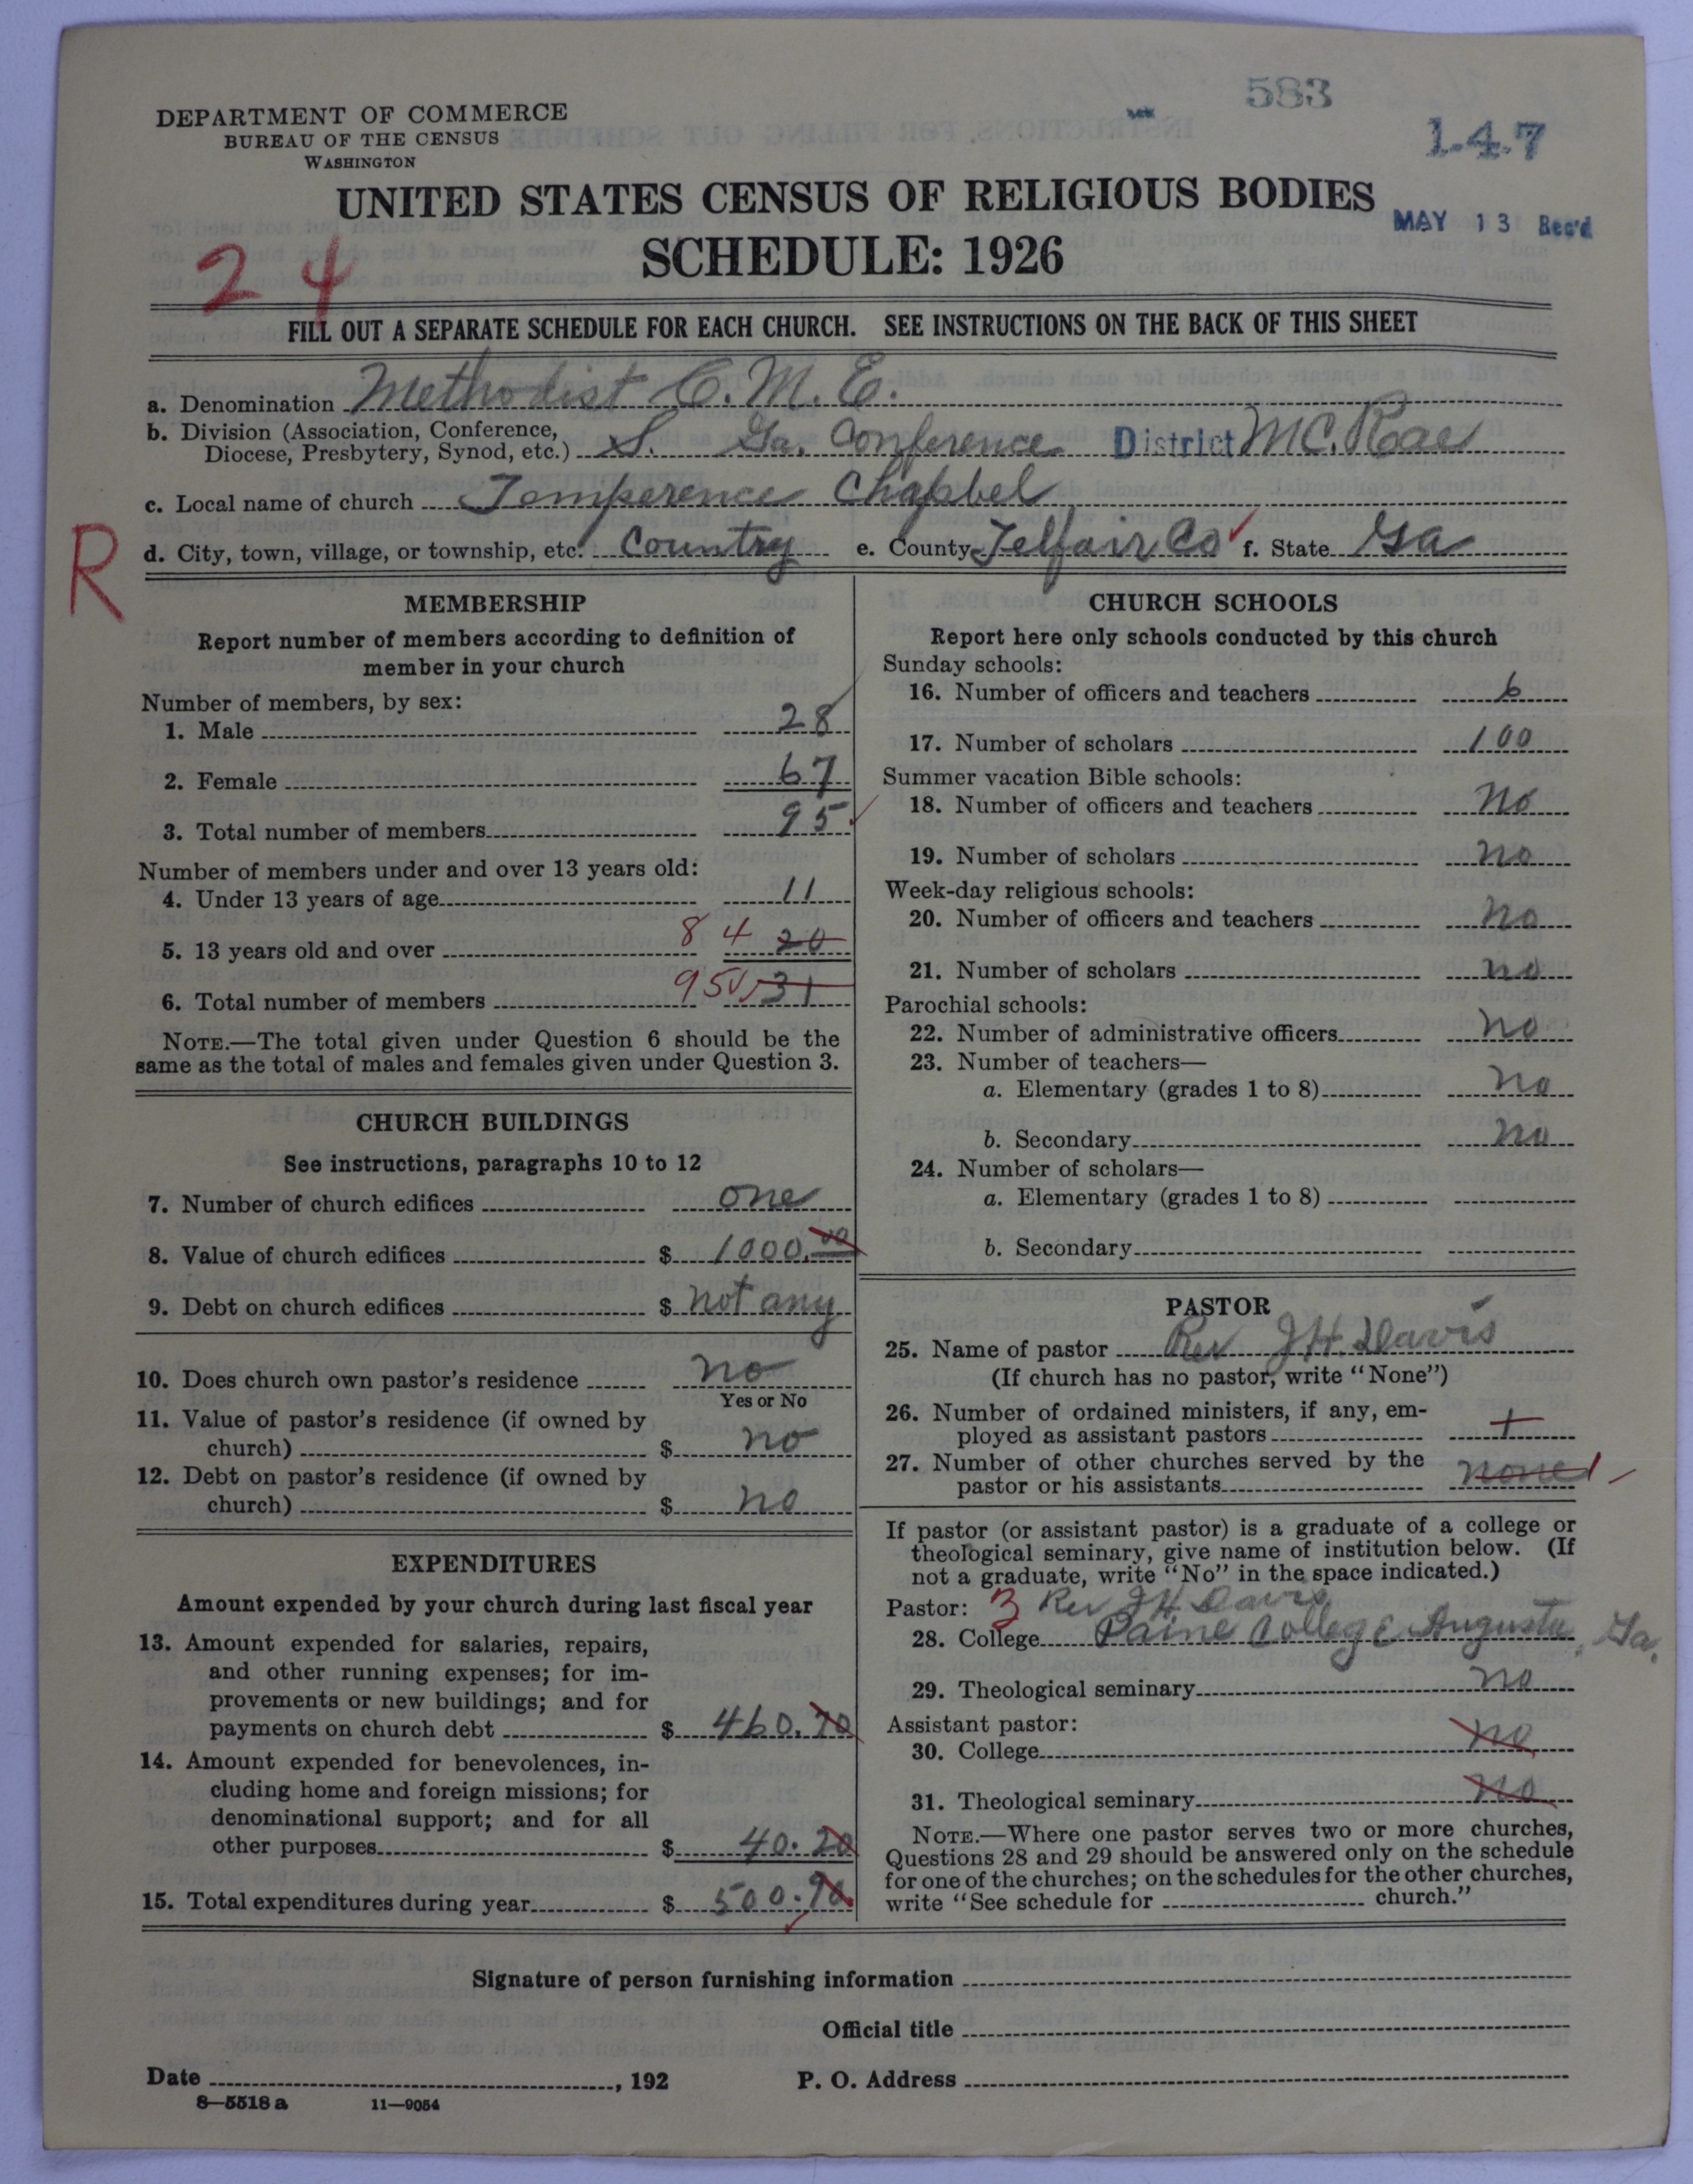 583
1-4-7
DEPARTMENT OF COMMERCE
BUREAU OF THE CENSUS
WASHINGTON
UNITED STATES CENSUS OF RELIGIOUS BODIES
MAY 13 Rec'd
SCHEDULE: 1926
24
FILL OUT A SEPARATE SCHEDULE FOR EACH CHURCH. SEE INSTRUCTIONS ON THE BACK OF THIS SHEET
a. Denomination Methodist C.M.E.
b. Division (Association, Conference,
Diocese, Presbytery, Synod, etc.) S. Ga. Conference District McRae
c. Local name of church Temperence Chappel
R
d. City, town, village, or township, etc. Country e. County Telfair Co f. State Ga
MEMBERSHIP
Report number of members according to definition of
member in your church
Number of members, by sex:
1. Male 28
2. Female 67
3. Total number of members 95
Number of members under and over 13 years old:
4. Under 13 years of age 11
5. 13 years old and over 84 20
6. Total number of members 95 31
NOTE.—The total given under Question 6 should be the
same as the total of males and females given under Question 3.
CHURCH BUILDINGS
See instructions, paragraphs 10 to 12
7. Number of church edifices one
8. Value of church edifices $ 1000.00
9. Debt on church edifices $ not any
10. Does church own pastor's residence no
Yes or No
11. Value of pastor's residence (if owned by
church) $ no
12. Debt on pastor's residence (if owned by
church) $ no
EXPENDITURES
Amount expended by your church during last fiscal year
13. Amount expended for salaries, repairs,
and other running expenses; for im-
provements or new buildings; and for
payments on church debt $ 460.70
14. Amount expended for benevolences, in-
cluding home and foreign missions; for
denominational support; and for all
other purposes $ 40.20
15. Total expenditures during year $ 500.90
CHURCH SCHOOLS
Report here only schools conducted by this church
Sunday schools:
16. Number of officers and teachers 6
17. Number of scholars 100
Summer vacation Bible schools:
18. Number of officers and teachers no
19. Number of scholars no
Week-day religious schools:
20. Number of officers and teachers no
21. Number of scholars no
Parochial schools:
22. Number of administrative officers no
23. Number of teachers—
a. Elementary (grades 1 to 8) no
b. Secondary no
24. Number of scholars—
a. Elementary (grades 1 to 8)
b. Secondary
PASTOR
25. Name of pastor Rev J.H. Davis
(If church has no pastor, write "None")
26. Number of ordained ministers, if any, em-
ployed as assistant pastors +
27. Number of other churches served by the
pastor or his assistants none 1
If pastor (or assistant pastor) is a graduate of a college or
theological seminary, give name of institution below. (If
not a graduate, write "No" in the space indicated.)
Pastor: 3 Rev J.H. Davis
28. College Paine College Augusta, Ga.
29. Theological seminary no
Assistant pastor:
30. College no
31. Theological seminary no
NOTE.—Where one pastor serves two or more churches,
Questions 28 and 29 should be answered only on the schedule
for one of the churches; on the schedules for the other churches,
write "See schedule for church."
Signature of person furnishing information
Official title
Date , 192 P. O. Address
8—5518 a 11—9054